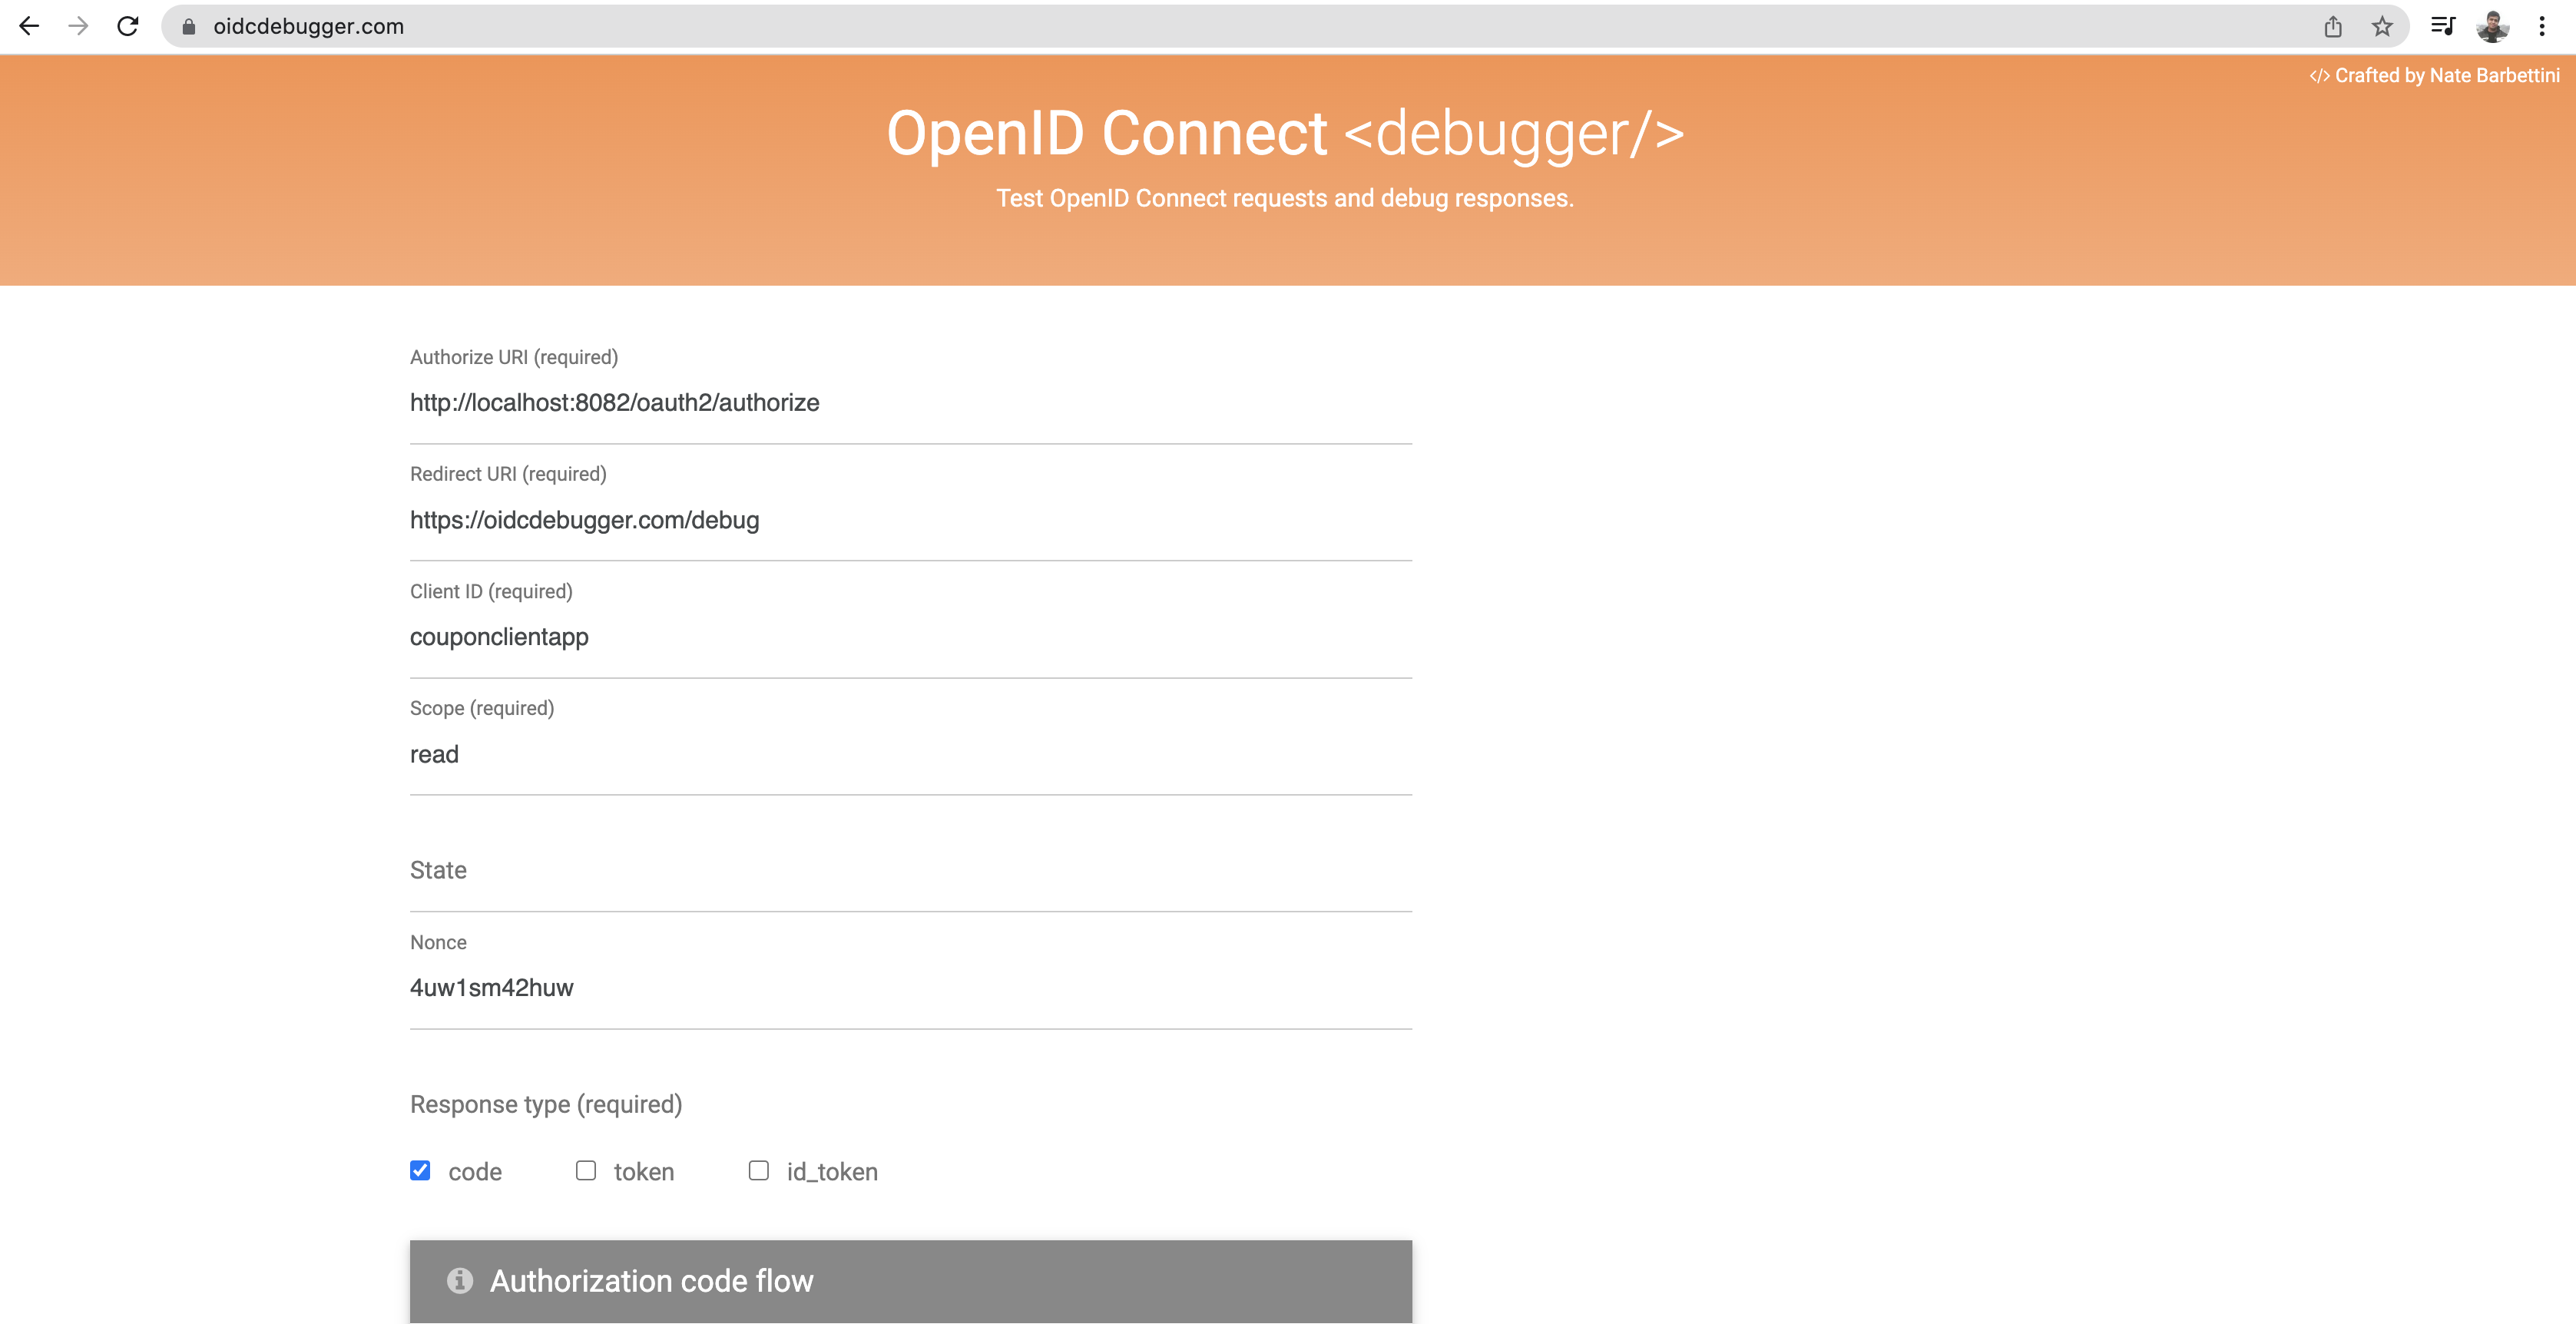 oidcdebugger.com
</> Crafted by Nate Barbettini
OpenID Connect <debugger/>
Test OpenID Connect requests and debug responses.
Authorize URI (required)
http://localhost:8082/oauth2/authorize
Redirect URI (required)
https://oidcdebugger.com/debug
Client ID (required)
couponclientapp
Scope (required)
read
State
Nonce
4uw1sm42huw
Response type (required)
code token id_token
Authorization code flow